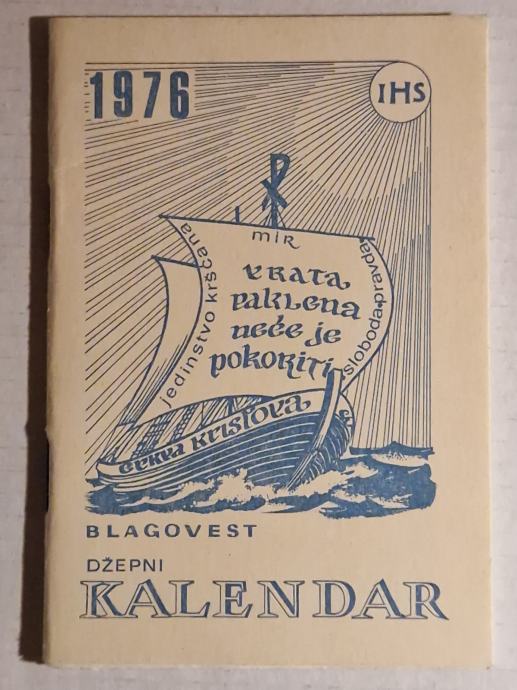 1976
IHS
mir
jedinstvo kršćana
sloboda pravda
vrata
paklena
neće je
pokoriti
crkva kristova
BLAGOVEST
DŽEPNI
KALENDAR